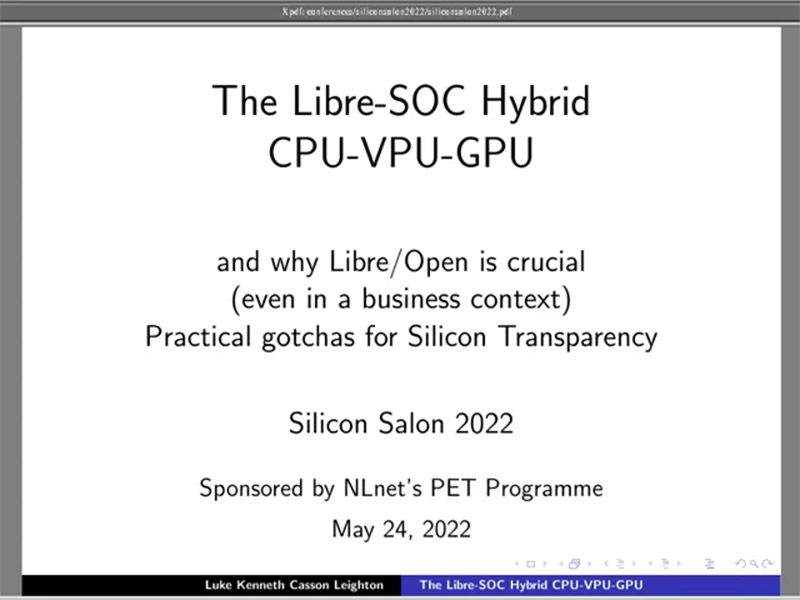 Xpdf: conferences/siliconsalon2022/siliconsalon2022.pdf
The Libre-SOC Hybrid
CPU-VPU-GPU
and why Libre/Open is crucial
(even in a business context)
Practical gotchas for Silicon Transparency
Silicon Salon 2022
Sponsored by NLnet's PET Programme
May 24, 2022
Luke Kenneth Casson Leighton The Libre-SOC Hybrid CPU-VPU-GPU